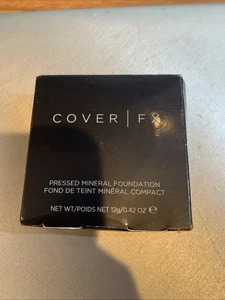 COVER | FX
PRESSED MINERAL FOUNDATION
FOND DE TEINT MINÉRAL COMPACT
NET WT/POIDS NET 12g/0.42 OZ ℮